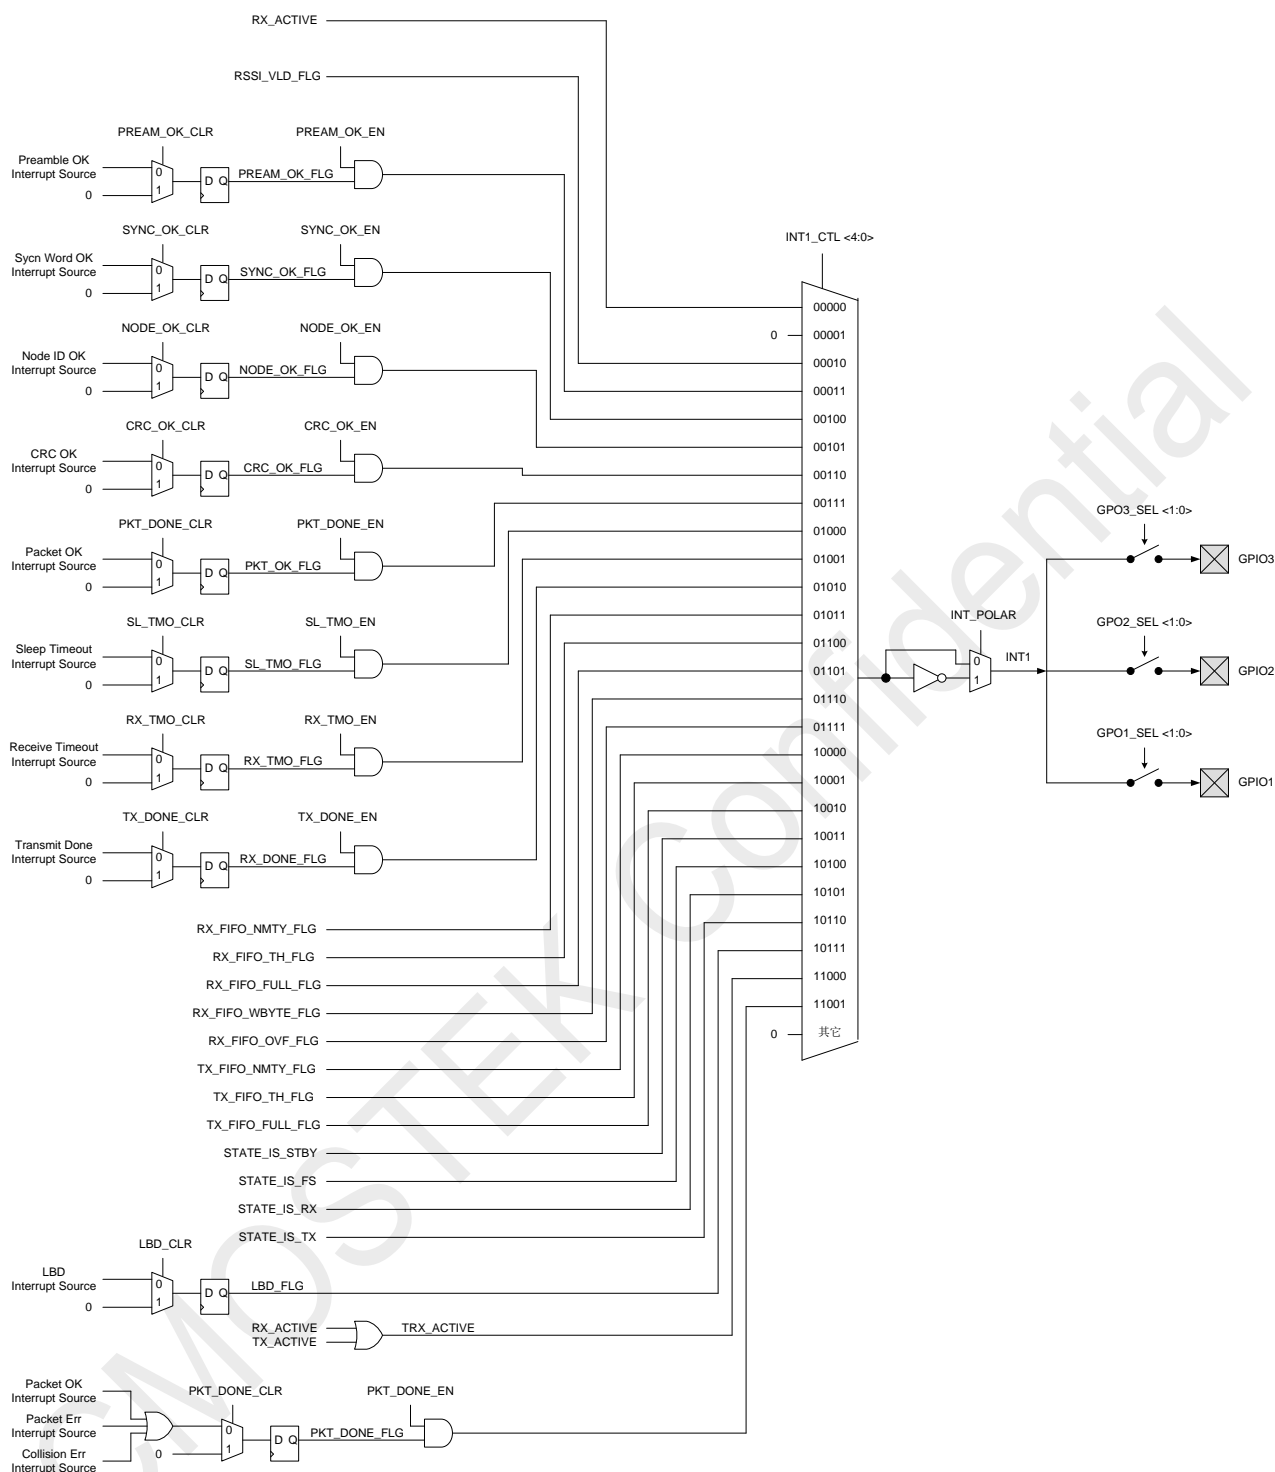 RX_ACTIVE
RSSI_VLD_FLG
PREAM_OK_CLR
PREAM_OK_EN
Preamble OK
Interrupt Source
0
0
1
D Q
PREAM_OK_FLG
SYNC_OK_CLR
SYNC_OK_EN
Sycn Word OK
Interrupt Source
0
0
1
D Q
SYNC_OK_FLG
NODE_OK_CLR
NODE_OK_EN
Node ID OK
Interrupt Source
0
0
1
D Q
NODE_OK_FLG
CRC_OK_CLR
CRC_OK_EN
CRC OK
Interrupt Source
0
0
1
D Q
CRC_OK_FLG
PKT_DONE_CLR
PKT_DONE_EN
Packet OK
Interrupt Source
0
0
1
D Q
PKT_OK_FLG
SL_TMO_CLR
SL_TMO_EN
Sleep Timeout
Interrupt Source
0
0
1
D Q
SL_TMO_FLG
RX_TMO_CLR
RX_TMO_EN
Receive Timeout
Interrupt Source
0
0
1
D Q
RX_TMO_FLG
TX_DONE_CLR
TX_DONE_EN
Transmit Done
Interrupt Source
0
0
1
D Q
RX_DONE_FLG
RX_FIFO_NMTY_FLG
RX_FIFO_TH_FLG
RX_FIFO_FULL_FLG
RX_FIFO_WBYTE_FLG
RX_FIFO_OVF_FLG
TX_FIFO_NMTY_FLG
TX_FIFO_TH_FLG
TX_FIFO_FULL_FLG
STATE_IS_STBY
STATE_IS_FS
STATE_IS_RX
STATE_IS_TX
LBD_CLR
LBD
Interrupt Source
0
0
1
D Q
LBD_FLG
RX_ACTIVE
TX_ACTIVE
TRX_ACTIVE
Packet OK
Interrupt Source
Packet Err
Interrupt Source
Collision Err
Interrupt Source
PKT_DONE_CLR
PKT_DONE_EN
0
0
1
D Q
PKT_DONE_FLG
INT1_CTL <4:0>
00000
0
00001
00010
00011
00100
00101
00110
00111
01000
01001
01010
01011
01100
01101
01110
01111
10000
10001
10010
10011
10100
10101
10110
10111
11000
11001
0
其它
INT_POLAR
0
1
INT1
GPO3_SEL <1:0>
GPIO3
GPO2_SEL <1:0>
GPIO2
GPO1_SEL <1:0>
GPIO1
CMOSTEK Confidential